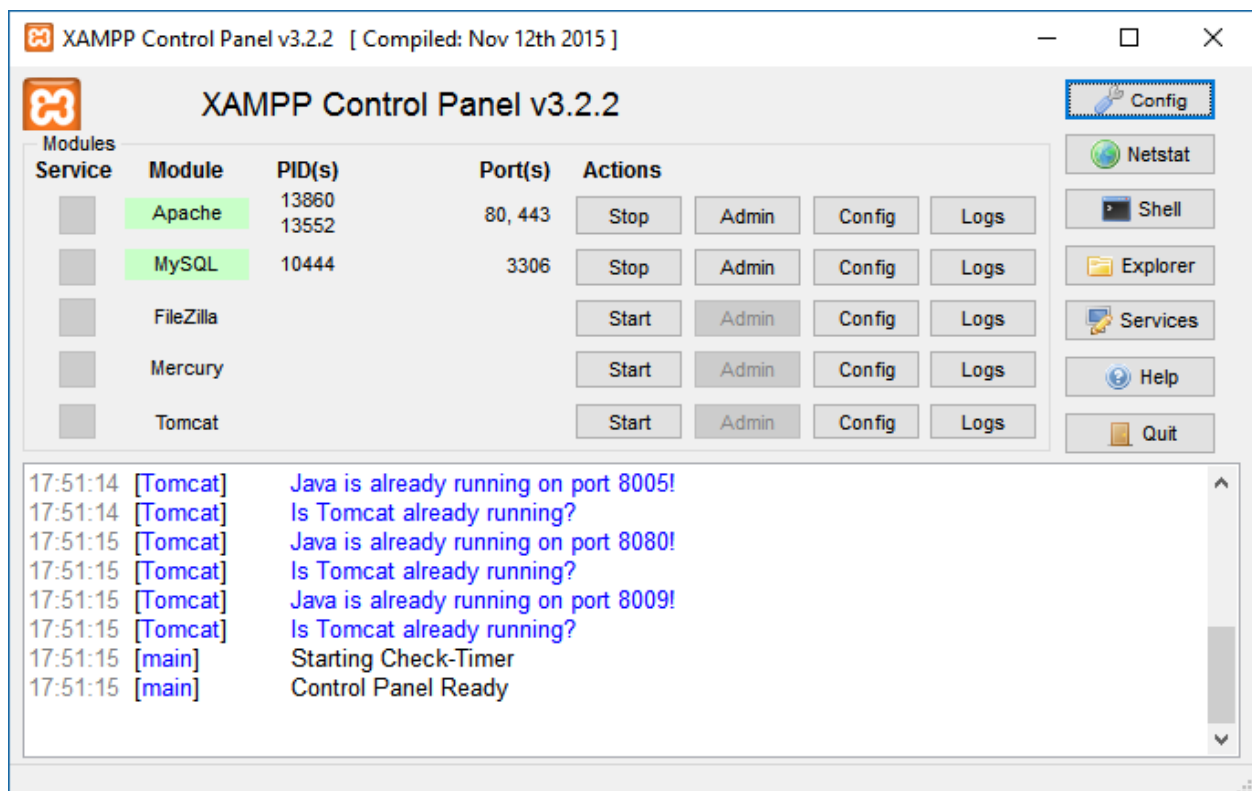 XAMPP Control Panel v3.2.2 [ Compiled: Nov 12th 2015 ]
XAMPP Control Panel v3.2.2
Config
Modules
Service Module PID(s) Port(s) Actions
Netstat
Apache 13860 13552 80, 443 Stop Admin Config Logs
Shell
MySQL 10444 3306 Stop Admin Config Logs
Explorer
FileZilla Start Admin Config Logs
Services
Mercury Start Admin Config Logs
Help
Tomcat Start Admin Config Logs
Quit
17:51:14 [Tomcat] Java is already running on port 8005!
17:51:14 [Tomcat] Is Tomcat already running?
17:51:15 [Tomcat] Java is already running on port 8080!
17:51:15 [Tomcat] Is Tomcat already running?
17:51:15 [Tomcat] Java is already running on port 8009!
17:51:15 [Tomcat] Is Tomcat already running?
17:51:15 [main] Starting Check-Timer
17:51:15 [main] Control Panel Ready